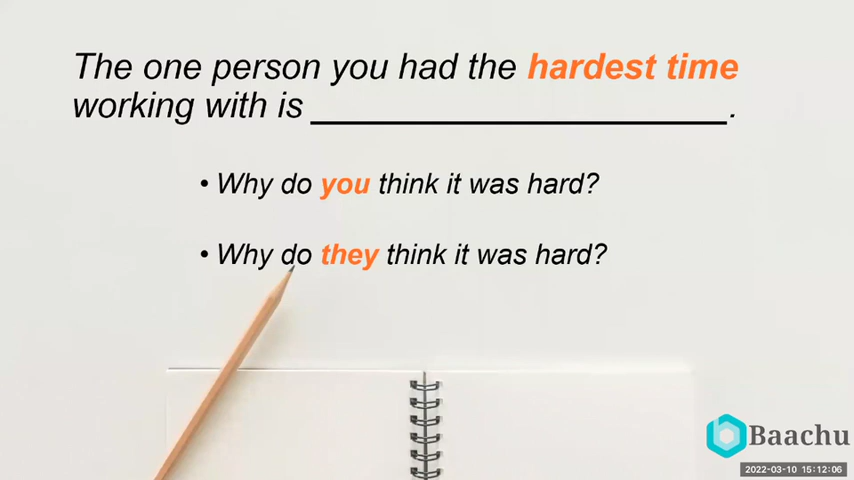 The one person you had the hardest time
working with is ____________________.
• Why do you think it was hard?
• Why do they think it was hard?
Baachu
2022-03-10 15:12:06